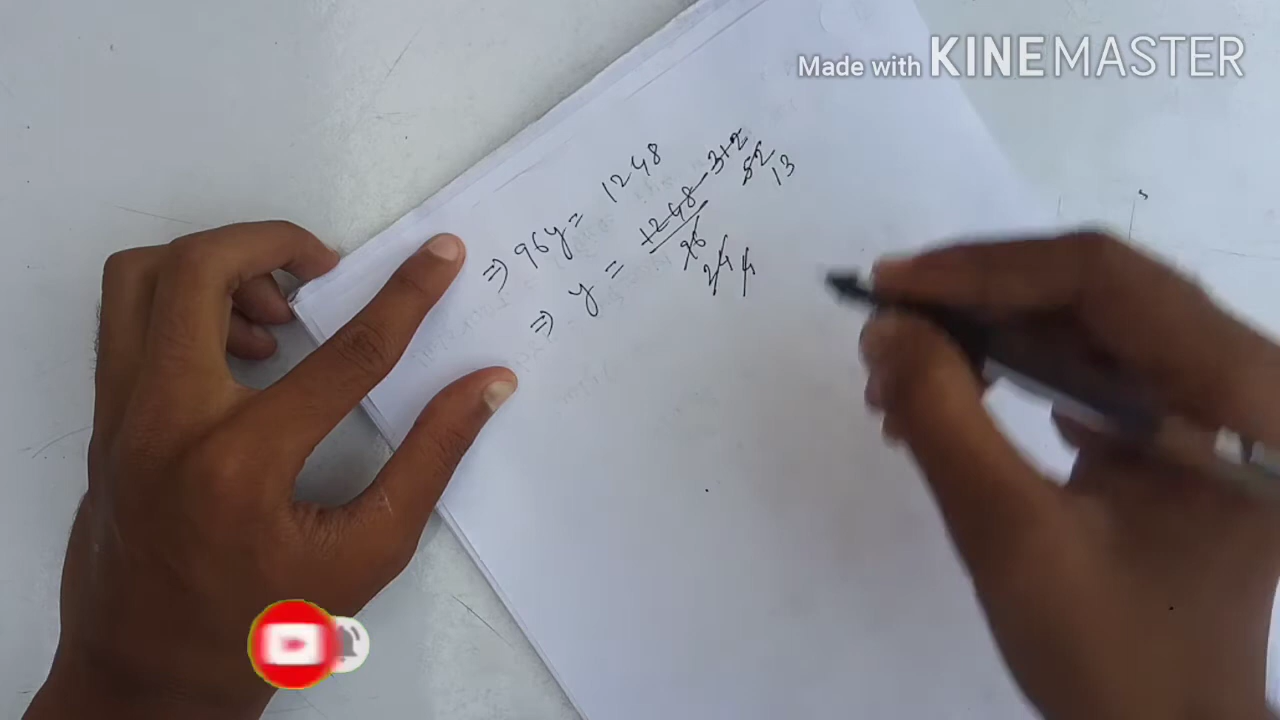 Made with KINEMASTER
⇒ 96y = 1248
⇒ y = 1248 312 52 13
96 24 4